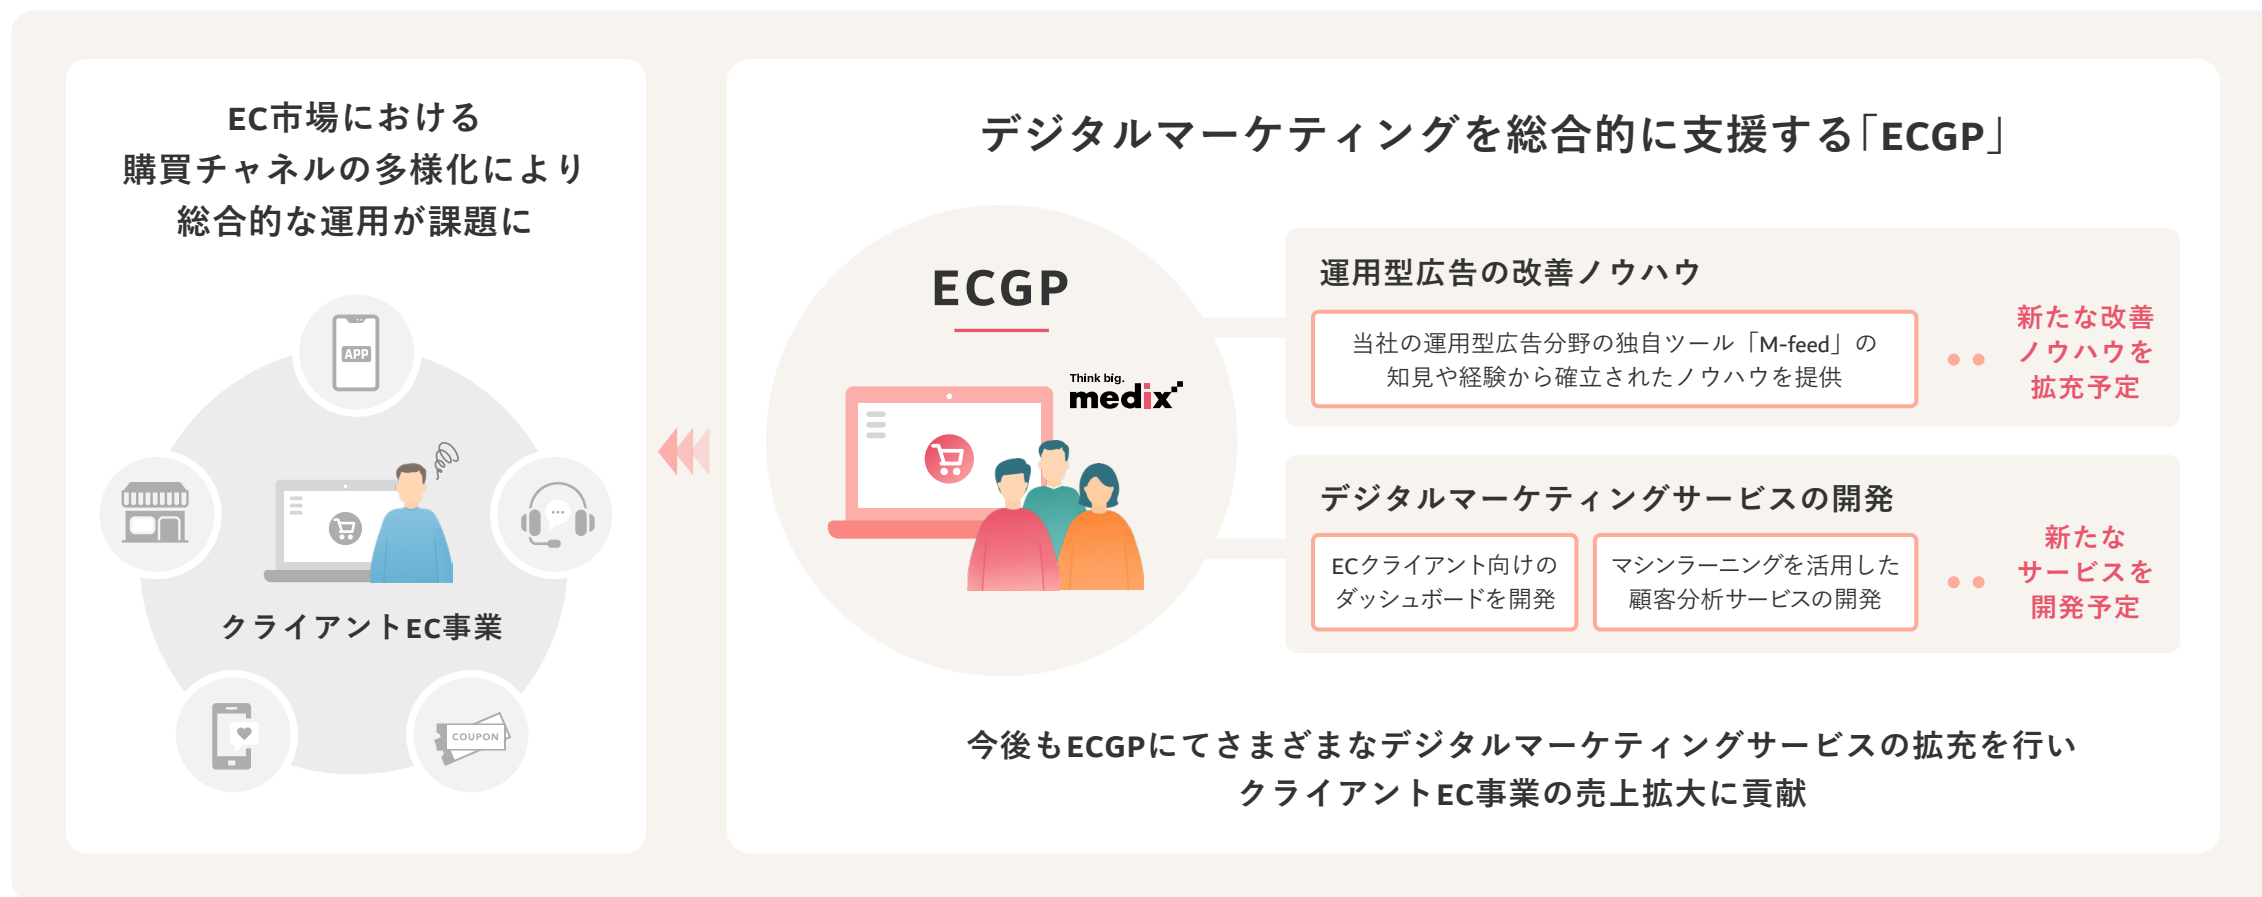 EC市場における
購買チャネルの多様化により
総合的な運用が課題に
APP
クライアントEC事業
COUPON
デジタルマーケティングを総合的に支援する「ECGP」
ECGP
Think big.
medix
運用型広告の改善ノウハウ
当社の運用型広告分野の独自ツール「M-feed」の
知見や経験から確立されたノウハウを提供
新たな改善
ノウハウを
拡充予定
デジタルマーケティングサービスの開発
ECクライアント向けの
ダッシュボードを開発
マシンラーニングを活用した
顧客分析サービスの開発
新たな
サービスを
開発予定
今後もECGPにてさまざまなデジタルマーケティングサービスの拡充を行い
クライアントEC事業の売上拡大に貢献